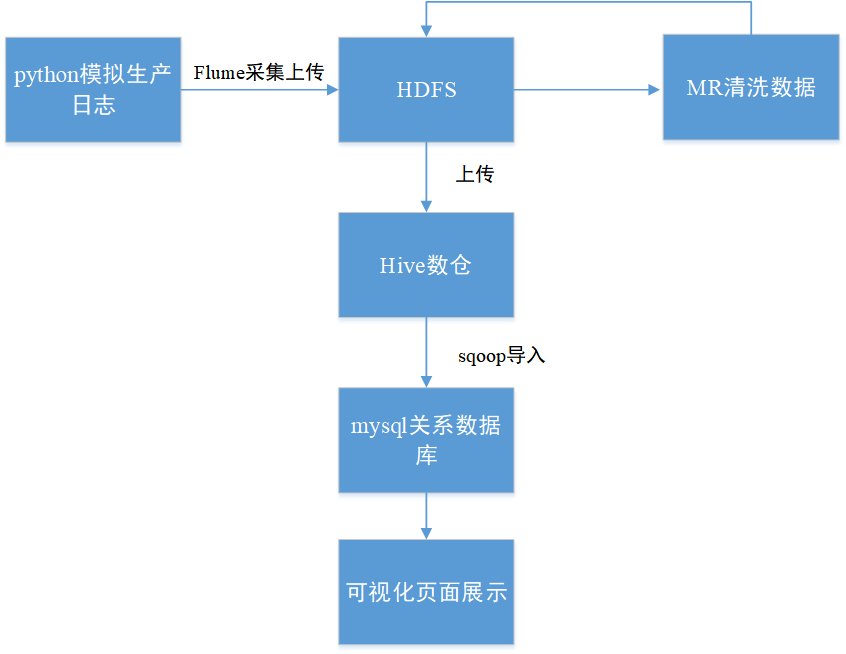 python模拟生产
日志
Flume采集上传
HDFS
MR清洗数据
上传
Hive数仓
sqoop导入
mysql关系数据
库
可视化页面展示